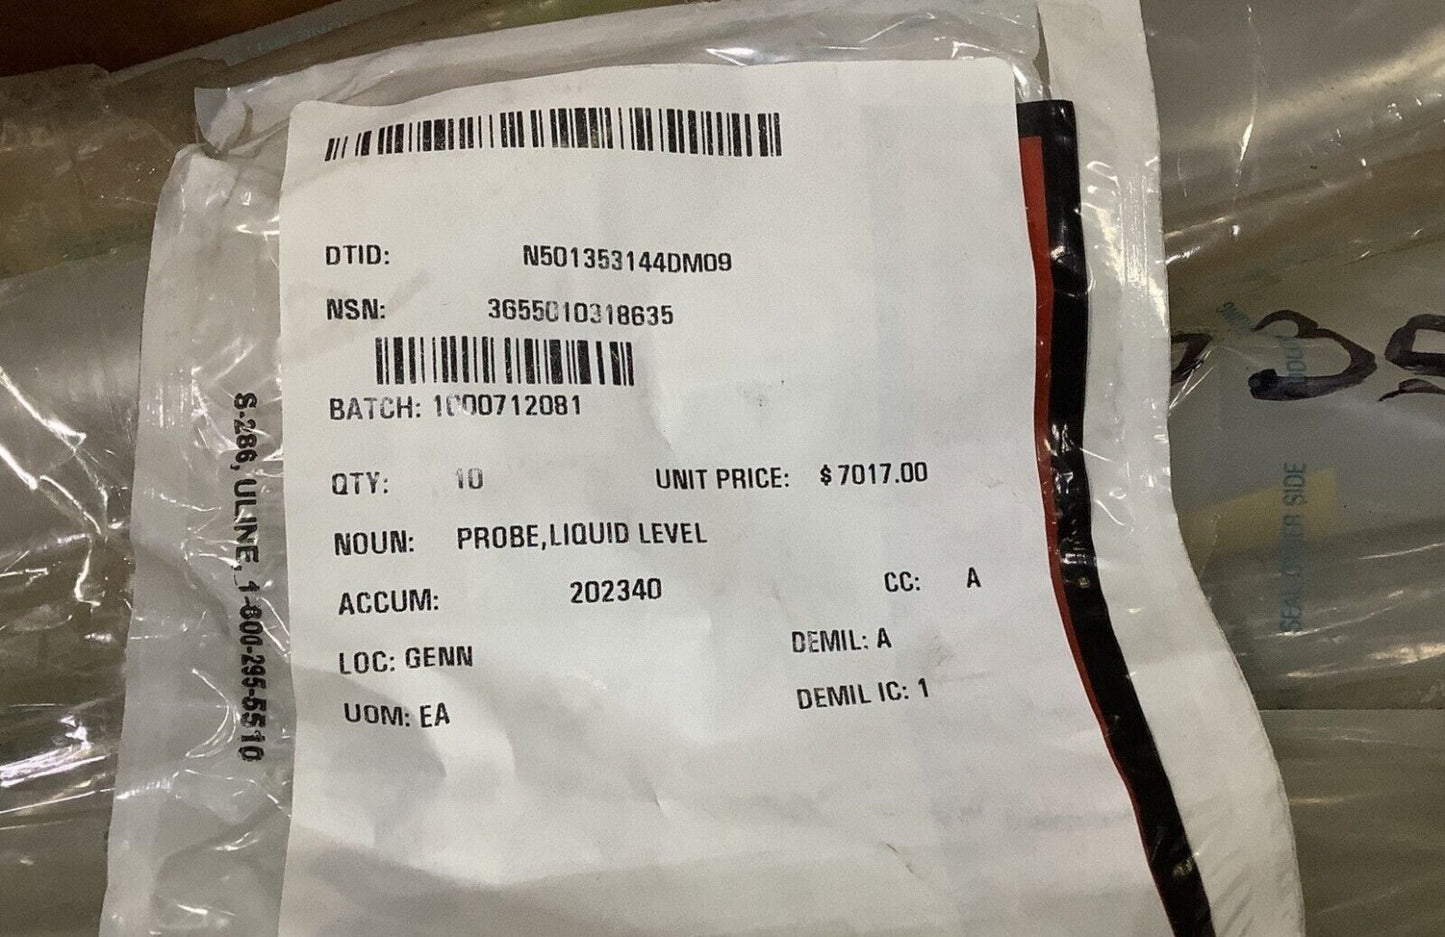 DTID: N501353144DM09
NSN: 3655010318635
BATCH: 1000712081
QTY: 10 UNIT PRICE: $ 7017.00
NOUN: PROBE,LIQUID LEVEL
ACCUM: 202340 CC: A
LOC: GENN DEMIL: A
UOM: EA DEMIL IC: 1
S-286, ULINE, 1-800-295-5510
SEAL OTHER SIDE